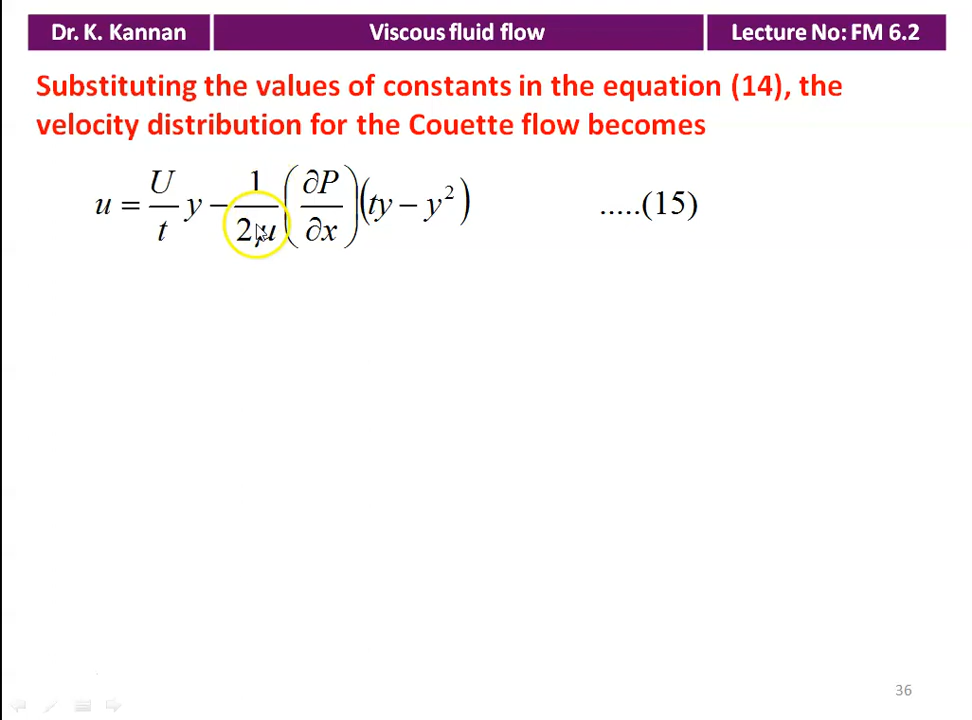 Dr. K. Kannan
Viscous fluid flow
Lecture No: FM 6.2
Substituting the values of constants in the equation (14), the
velocity distribution for the Couette flow becomes
u = U/t y − 1/2μ (∂P/∂x)(ty − y²) .....(15)
36